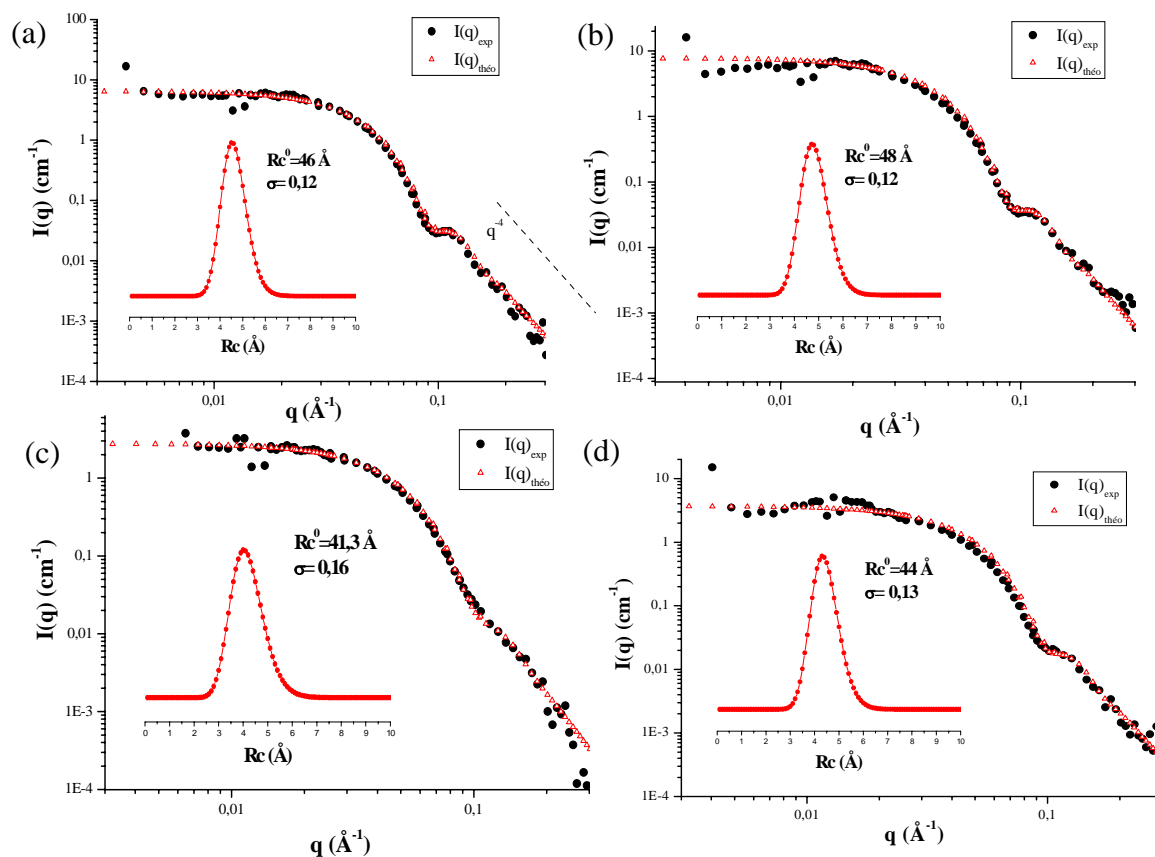 (a)
100
10
1
0,1
0,01
1E-3
1E-4
I(q) (cm⁻¹)
I(q)exp
I(q)théo
Rc⁰=46 Å
σ=0,12
q⁻⁴
0 1 2 3 4 5 6 7 8 9 10
Rc (Å)
0,01 0,1
q (Å⁻¹)
(b)
10
1
0,1
0,01
1E-3
1E-4
I(q) (cm⁻¹)
I(q)exp
I(q)théo
Rc⁰=48 Å
σ=0,12
0 1 2 3 4 5 6 7 8 9 10
Rc (Å)
0,01 0,1
q (Å⁻¹)
(c)
1
0,1
0,01
1E-3
1E-4
I(q) (cm⁻¹)
I(q)exp
I(q)théo
Rc⁰=41,3 Å
σ=0,16
0 1 2 3 4 5 6 7 8 9 10
Rc (Å)
0,01 0,1
q (Å⁻¹)
(d)
10
1
0,1
0,01
1E-3
1E-4
I(q) (cm⁻¹)
I(q)exp
I(q)théo
Rc⁰=44 Å
σ=0,13
0 1 2 3 4 5 6 7 8 9 10
Rc (Å)
0,01 0,1
q (Å⁻¹)